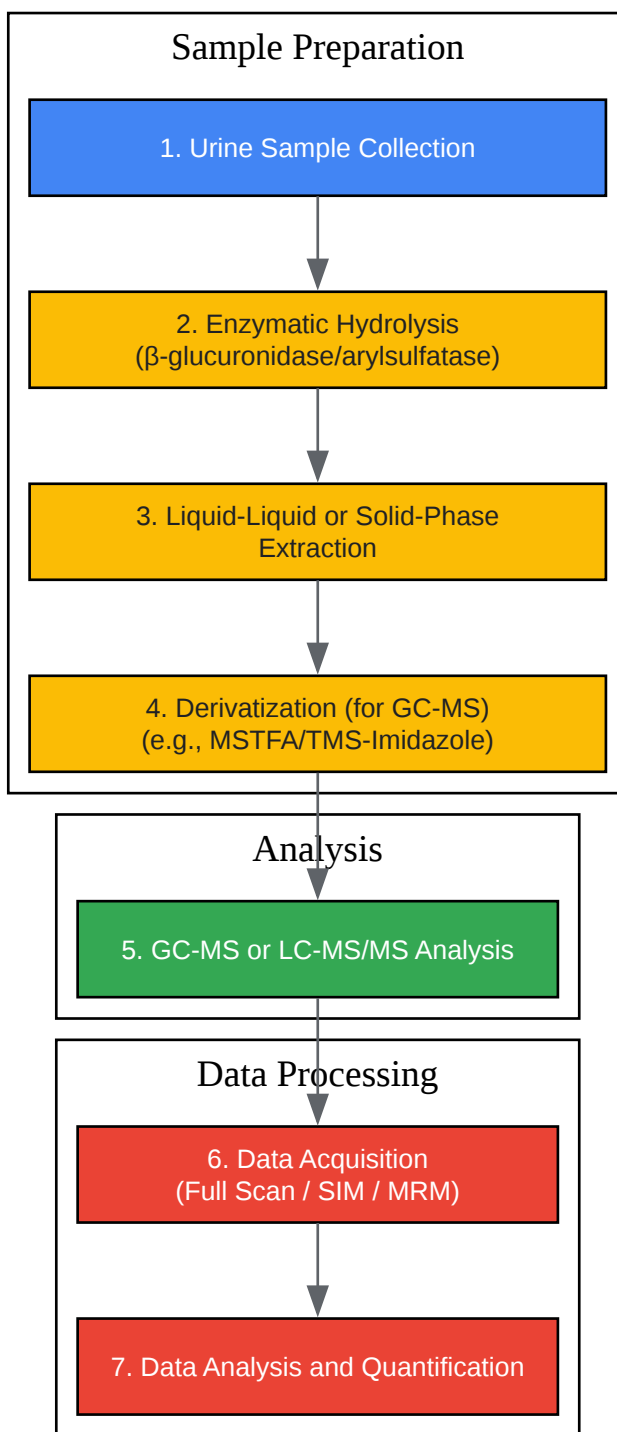 Sample Preparation
1. Urine Sample Collection
2. Enzymatic Hydrolysis
(β-glucuronidase/arylsulfatase)
3. Liquid-Liquid or Solid-Phase
Extraction
4. Derivatization (for GC-MS)
(e.g., MSTFA/TMS-Imidazole)
Analysis
5. GC-MS or LC-MS/MS Analysis
Data Processing
6. Data Acquisition
(Full Scan / SIM / MRM)
7. Data Analysis and Quantification